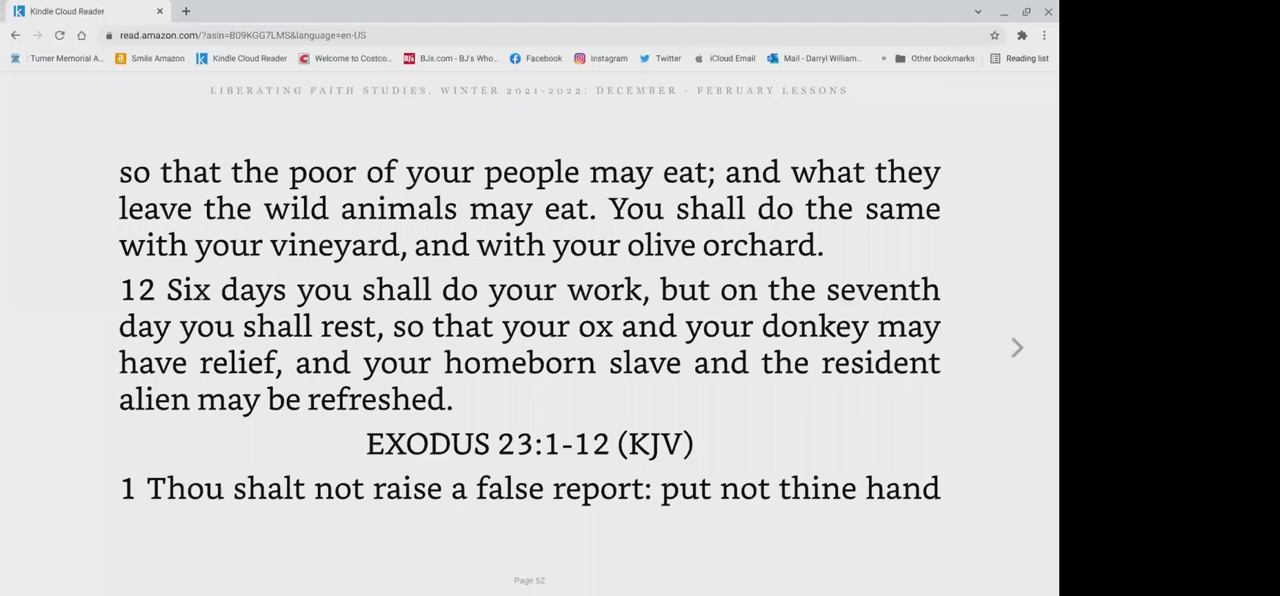 Kindle Cloud Reader
read.amazon.com/?asin=B09KGG7LMS&language=en-US
: Turner Memorial A... Smile Amazon Kindle Cloud Reader Welcome to Costco... BJs.com - BJ's Who... Facebook Instagram Twitter iCloud Email Mail - Darryl William... » Other bookmarks Reading list
LIBERATING FAITH STUDIES, WINTER 2021-2022: DECEMBER - FEBRUARY LESSONS
so that the poor of your people may eat; and what they
leave the wild animals may eat. You shall do the same
with your vineyard, and with your olive orchard.
12 Six days you shall do your work, but on the seventh
day you shall rest, so that your ox and your donkey may
have relief, and your homeborn slave and the resident
alien may be refreshed.
EXODUS 23:1-12 (KJV)
1 Thou shalt not raise a false report: put not thine hand
Page 52